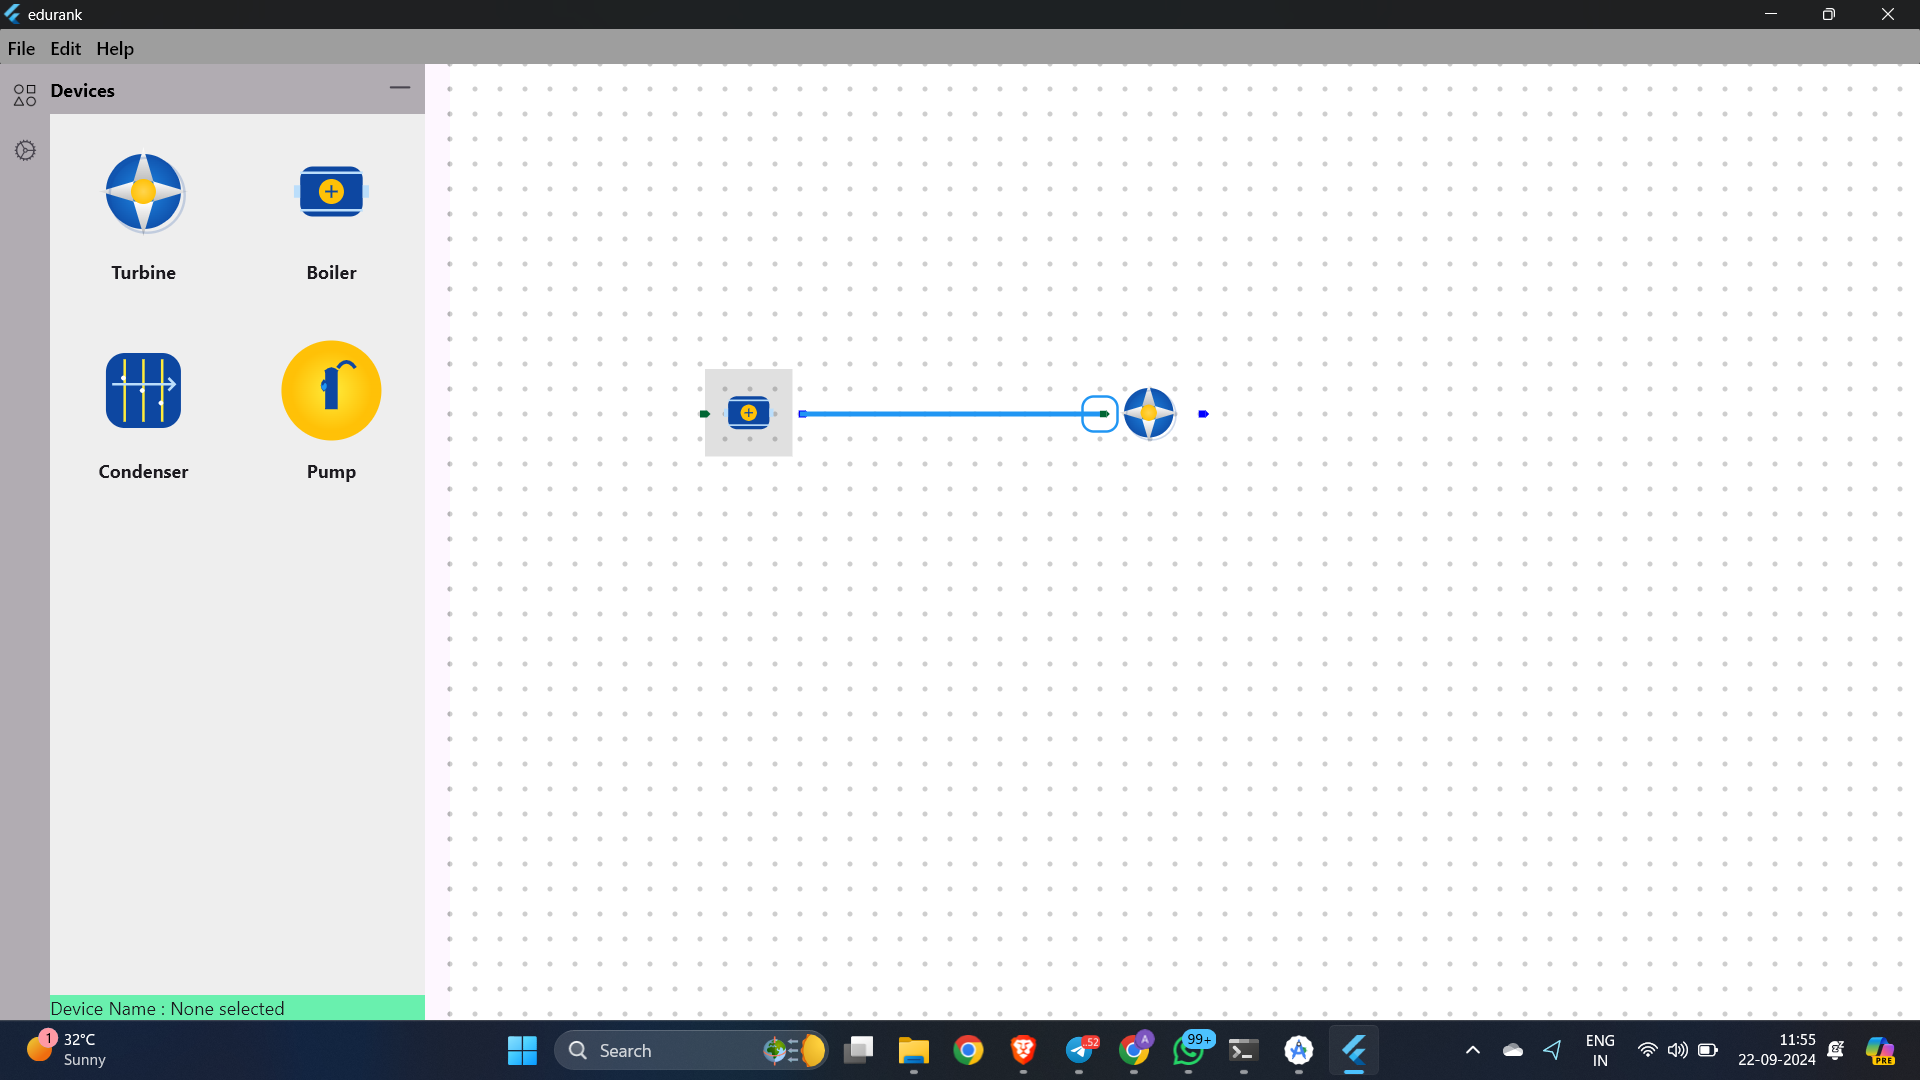 edurank
File Edit Help
Devices
Turbine
Boiler
Condenser
Pump
Device Name : None selected
1
32°C
Sunny
Search
..52
A
99+
ENG
IN
11:55
22-09-2024
PRE